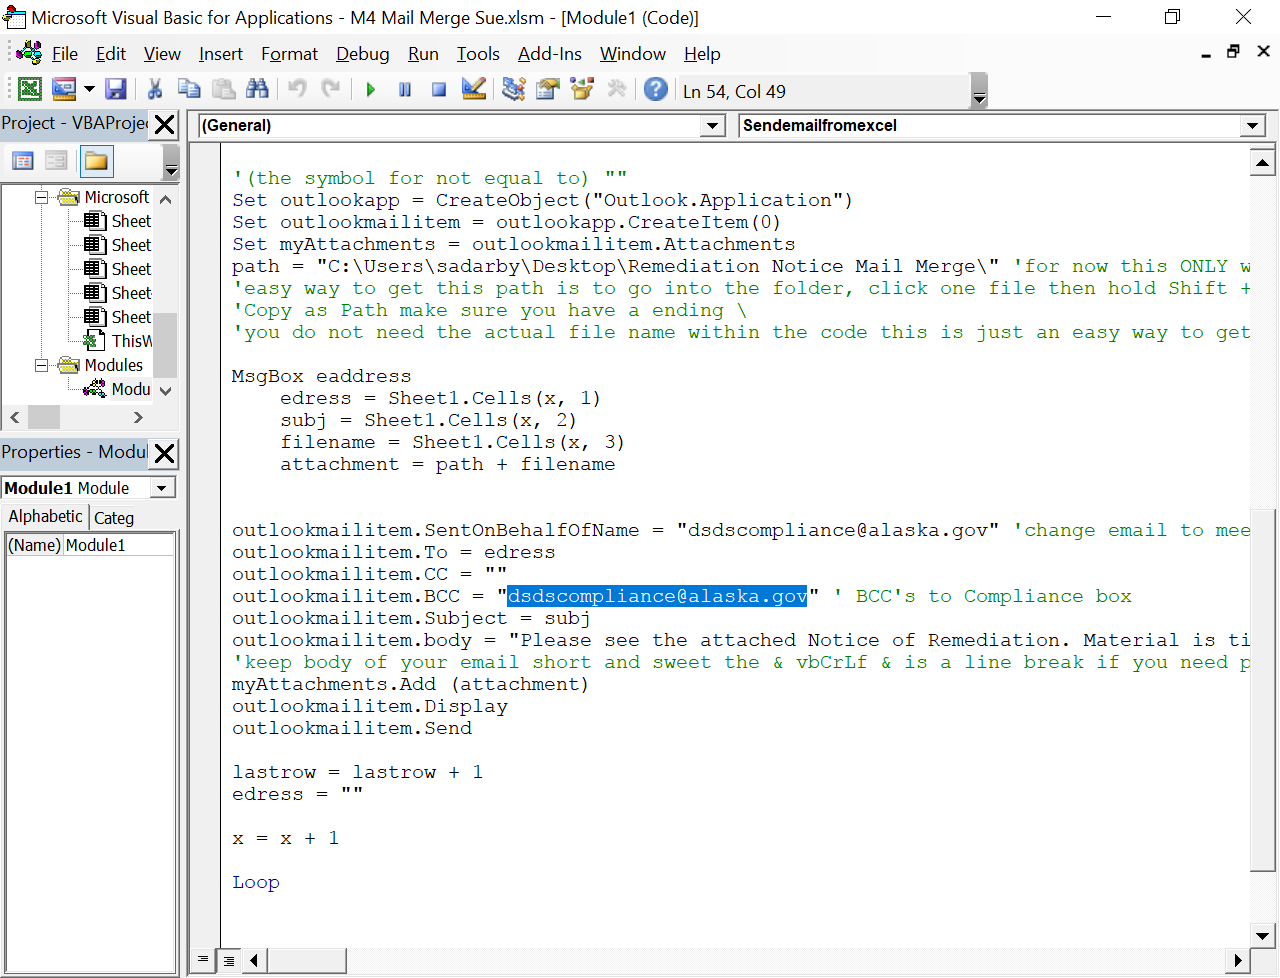 Microsoft Visual Basic for Applications - M4 Mail Merge Sue.xlsm - [Module1 (Code)]
File Edit View Insert Format Debug Run Tools Add-Ins Window Help
Ln 54, Col 49
Project - VBAProje
(General)
Sendemailfromexcel
Microsoft
Sheet
Sheet
Sheet
Sheet
Sheet
ThisW
Modules
Modu
Properties - Modul
Module1 Module
Alphabetic Categ
(Name) Module1
'(the symbol for not equal to) ""
Set outlookapp = CreateObject("Outlook.Application")
Set outlookmailitem = outlookapp.CreateItem(0)
Set myAttachments = outlookmailitem.Attachments
path = "C:\Users\sadarby\Desktop\Remediation Notice Mail Merge\" 'for now this ONLY w
'easy way to get this path is to go into the folder, click one file then hold Shift +
'Copy as Path make sure you have a ending \
'you do not need the actual file name within the code this is just an easy way to get
MsgBox eaddress
edress = Sheet1.Cells(x, 1)
subj = Sheet1.Cells(x, 2)
filename = Sheet1.Cells(x, 3)
attachment = path + filename
outlookmailitem.SentOnBehalfOfName = "dsdscompliance@alaska.gov" 'change email to mee
outlookmailitem.To = edress
outlookmailitem.CC = ""
outlookmailitem.BCC = "dsdscompliance@alaska.gov" ' BCC's to Compliance box
outlookmailitem.Subject = subj
outlookmailitem.body = "Please see the attached Notice of Remediation. Material is ti
'keep body of your email short and sweet the & vbCrLf & is a line break if you need p
myAttachments.Add (attachment)
outlookmailitem.Display
outlookmailitem.Send
lastrow = lastrow + 1
edress = ""
x = x + 1
Loop